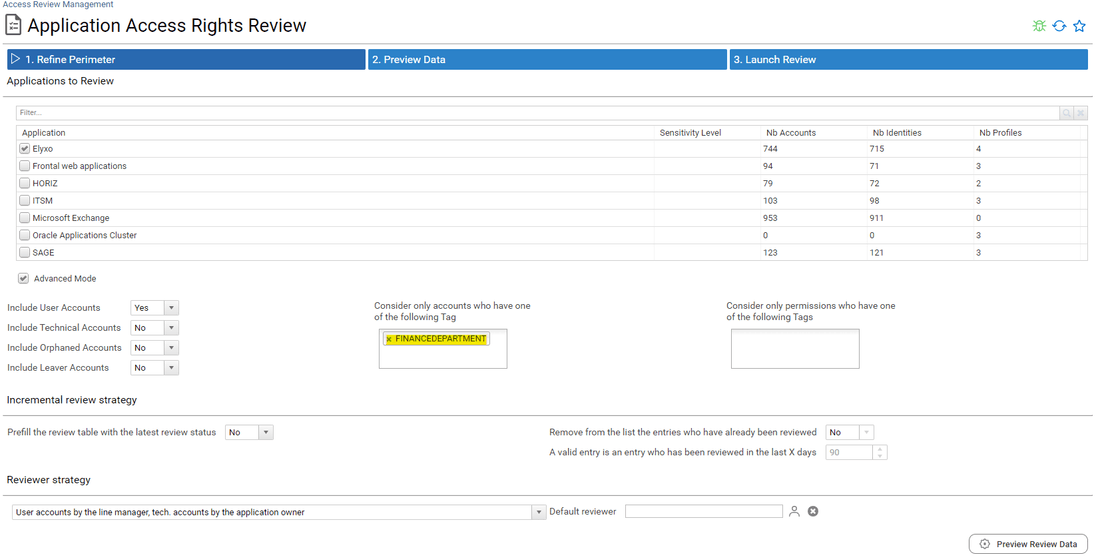 Access Review Management
Application Access Rights Review
1. Refine Perimeter 2. Preview Data 3. Launch Review
Applications to Review
Filter...
Application Sensitivity Level Nb Accounts Nb Identities Nb Profiles
Elyxo 744 715 4
Frontal web applications 94 71 3
HORIZ 79 72 2
ITSM 103 98 3
Microsoft Exchange 953 911 0
Oracle Applications Cluster 0 0 3
SAGE 123 121 3
Advanced Mode
Include User Accounts Yes
Include Technical Accounts No
Include Orphaned Accounts No
Include Leaver Accounts No
Consider only accounts who have one
of the following Tag
x FINANCEDEPARTMENT
Consider only permissions who have one
of the following Tags
Incremental review strategy
Prefill the review table with the latest review status No
Remove from the list the entries who have already been reviewed No
A valid entry is an entry who has been reviewed in the last X days 90
Reviewer strategy
User accounts by the line manager, tech. accounts by the application owner Default reviewer
Preview Review Data